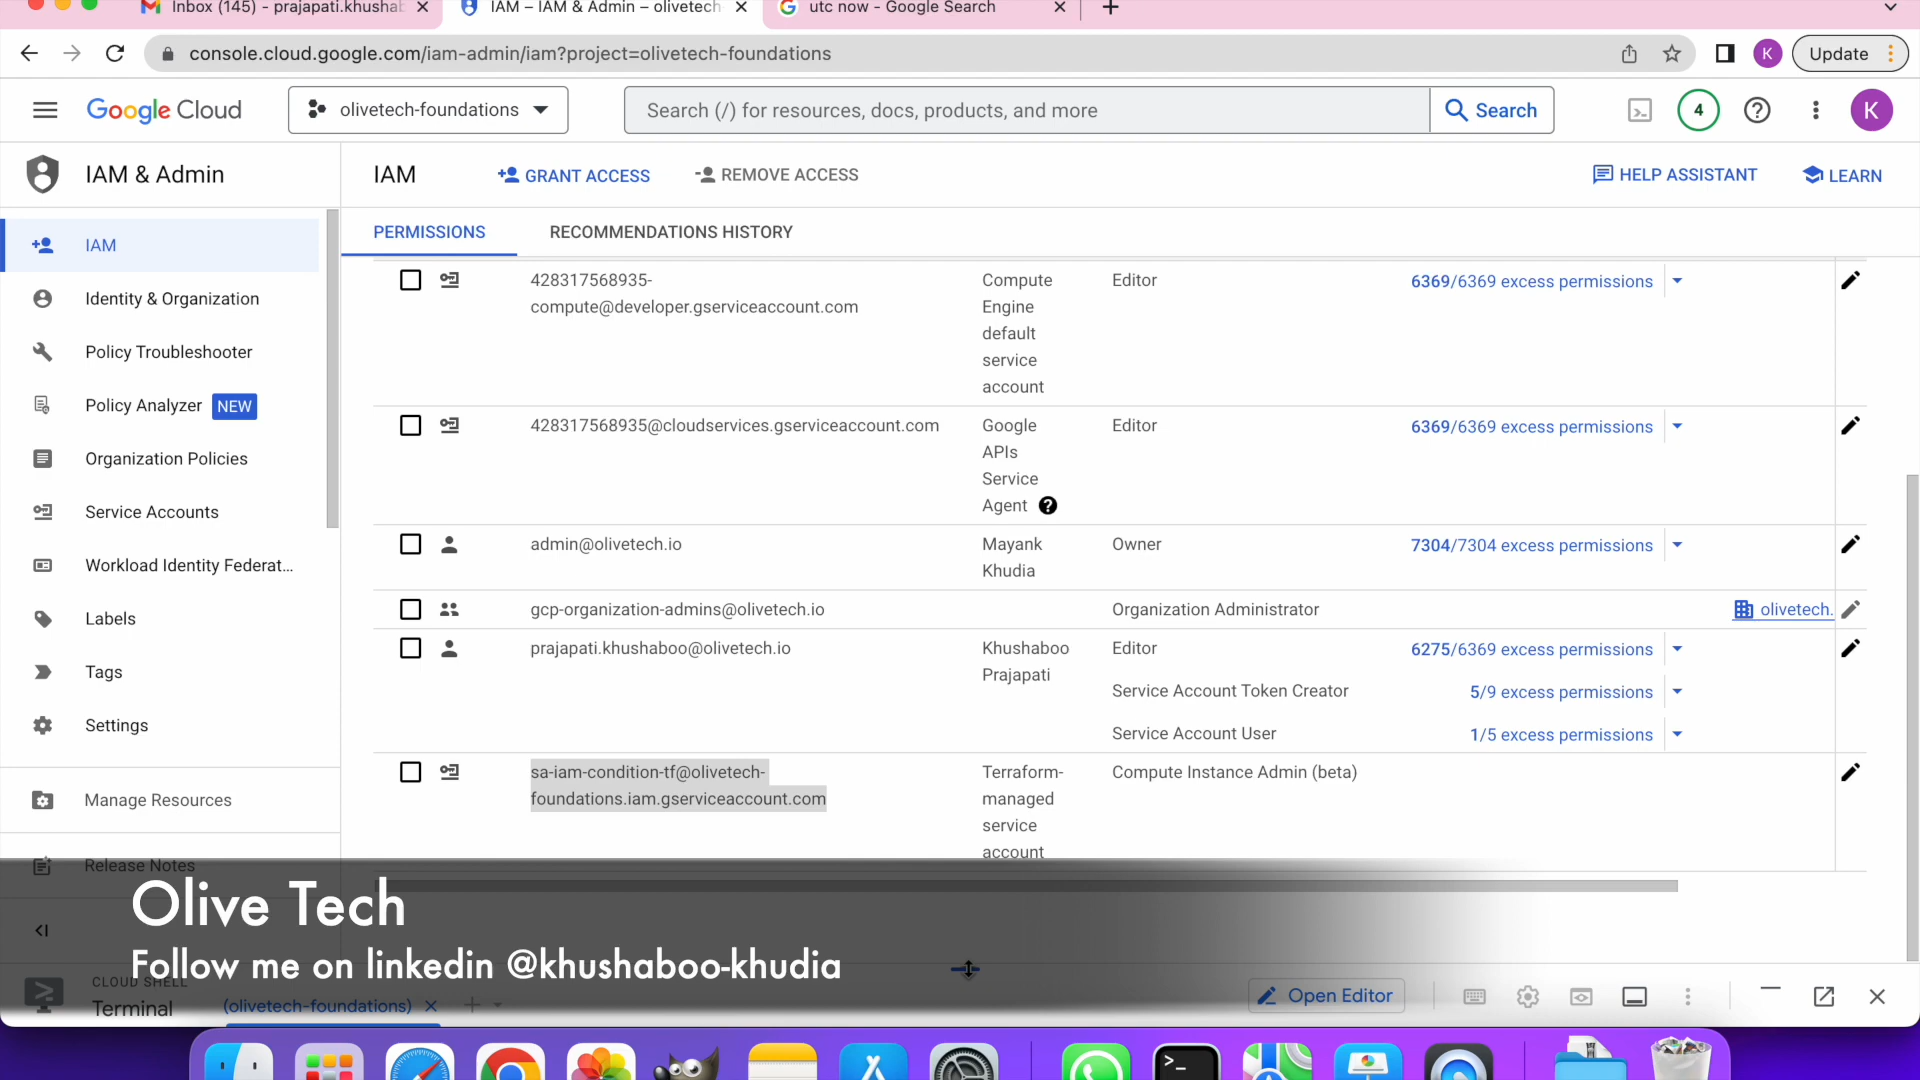 Inbox (145) - prajapati.khushab
IAM – IAM & Admin – olivetech
utc now - Google Search
console.cloud.google.com/iam-admin/iam?project=olivetech-foundations
K
Update
Google Cloud
olivetech-foundations
Search (/) for resources, docs, products, and more
Search
4
K
IAM & Admin
IAM
GRANT ACCESS
REMOVE ACCESS
HELP ASSISTANT
LEARN
PERMISSIONS
RECOMMENDATIONS HISTORY
IAM
Identity & Organization
Policy Troubleshooter
Policy Analyzer NEW
Organization Policies
Service Accounts
Workload Identity Federat...
Labels
Tags
Settings
Manage Resources
Release Notes
428317568935-
compute@developer.gserviceaccount.com
Compute
Engine
default
service
account
Editor
6369/6369 excess permissions
428317568935@cloudservices.gserviceaccount.com
Google
APIs
Service
Agent
Editor
6369/6369 excess permissions
admin@olivetech.io
Mayank
Khudia
Owner
7304/7304 excess permissions
gcp-organization-admins@olivetech.io
Organization Administrator
olivetech.
prajapati.khushaboo@olivetech.io
Khushaboo
Prajapati
Editor
6275/6369 excess permissions
Service Account Token Creator
5/9 excess permissions
Service Account User
1/5 excess permissions
sa-iam-condition-tf@olivetech-
foundations.iam.gserviceaccount.com
Terraform-
managed
service
account
Compute Instance Admin (beta)
Olive Tech
Follow me on linkedin @khushaboo-khudia
CLOUD SHELL
Terminal
(olivetech-foundations)
Open Editor